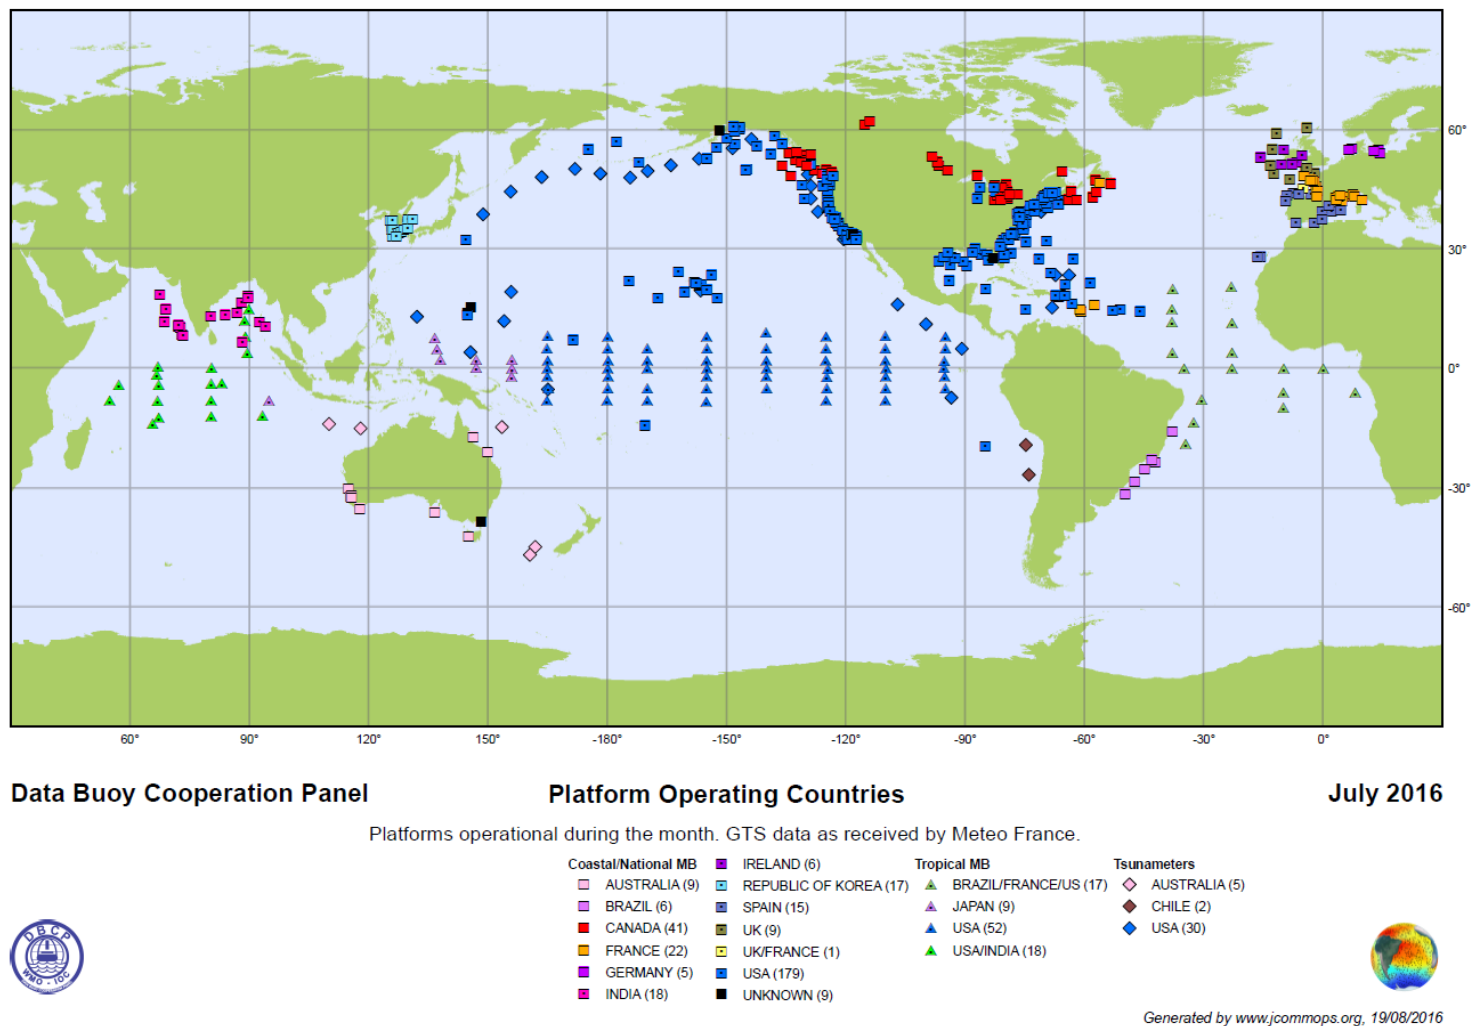 60°
30°
0°
-30°
-60°
60° 90° 120° 150° -180° -150° -120° -90° -60° -30° 0°
Data Buoy Cooperation Panel Platform Operating Countries July 2016
Platforms operational during the month. GTS data as received by Meteo France.
Coastal/National MB
AUSTRALIA (9)
BRAZIL (6)
CANADA (41)
FRANCE (22)
GERMANY (5)
INDIA (18)
IRELAND (6)
REPUBLIC OF KOREA (17)
SPAIN (15)
UK (9)
UK/FRANCE (1)
USA (179)
UNKNOWN (9)
Tropical MB
BRAZIL/FRANCE/US (17)
JAPAN (9)
USA (52)
USA/INDIA (18)
Tsunameters
AUSTRALIA (5)
CHILE (2)
USA (30)
DBCP
WMO - IOC
Generated by www.jcommops.org, 19/08/2016